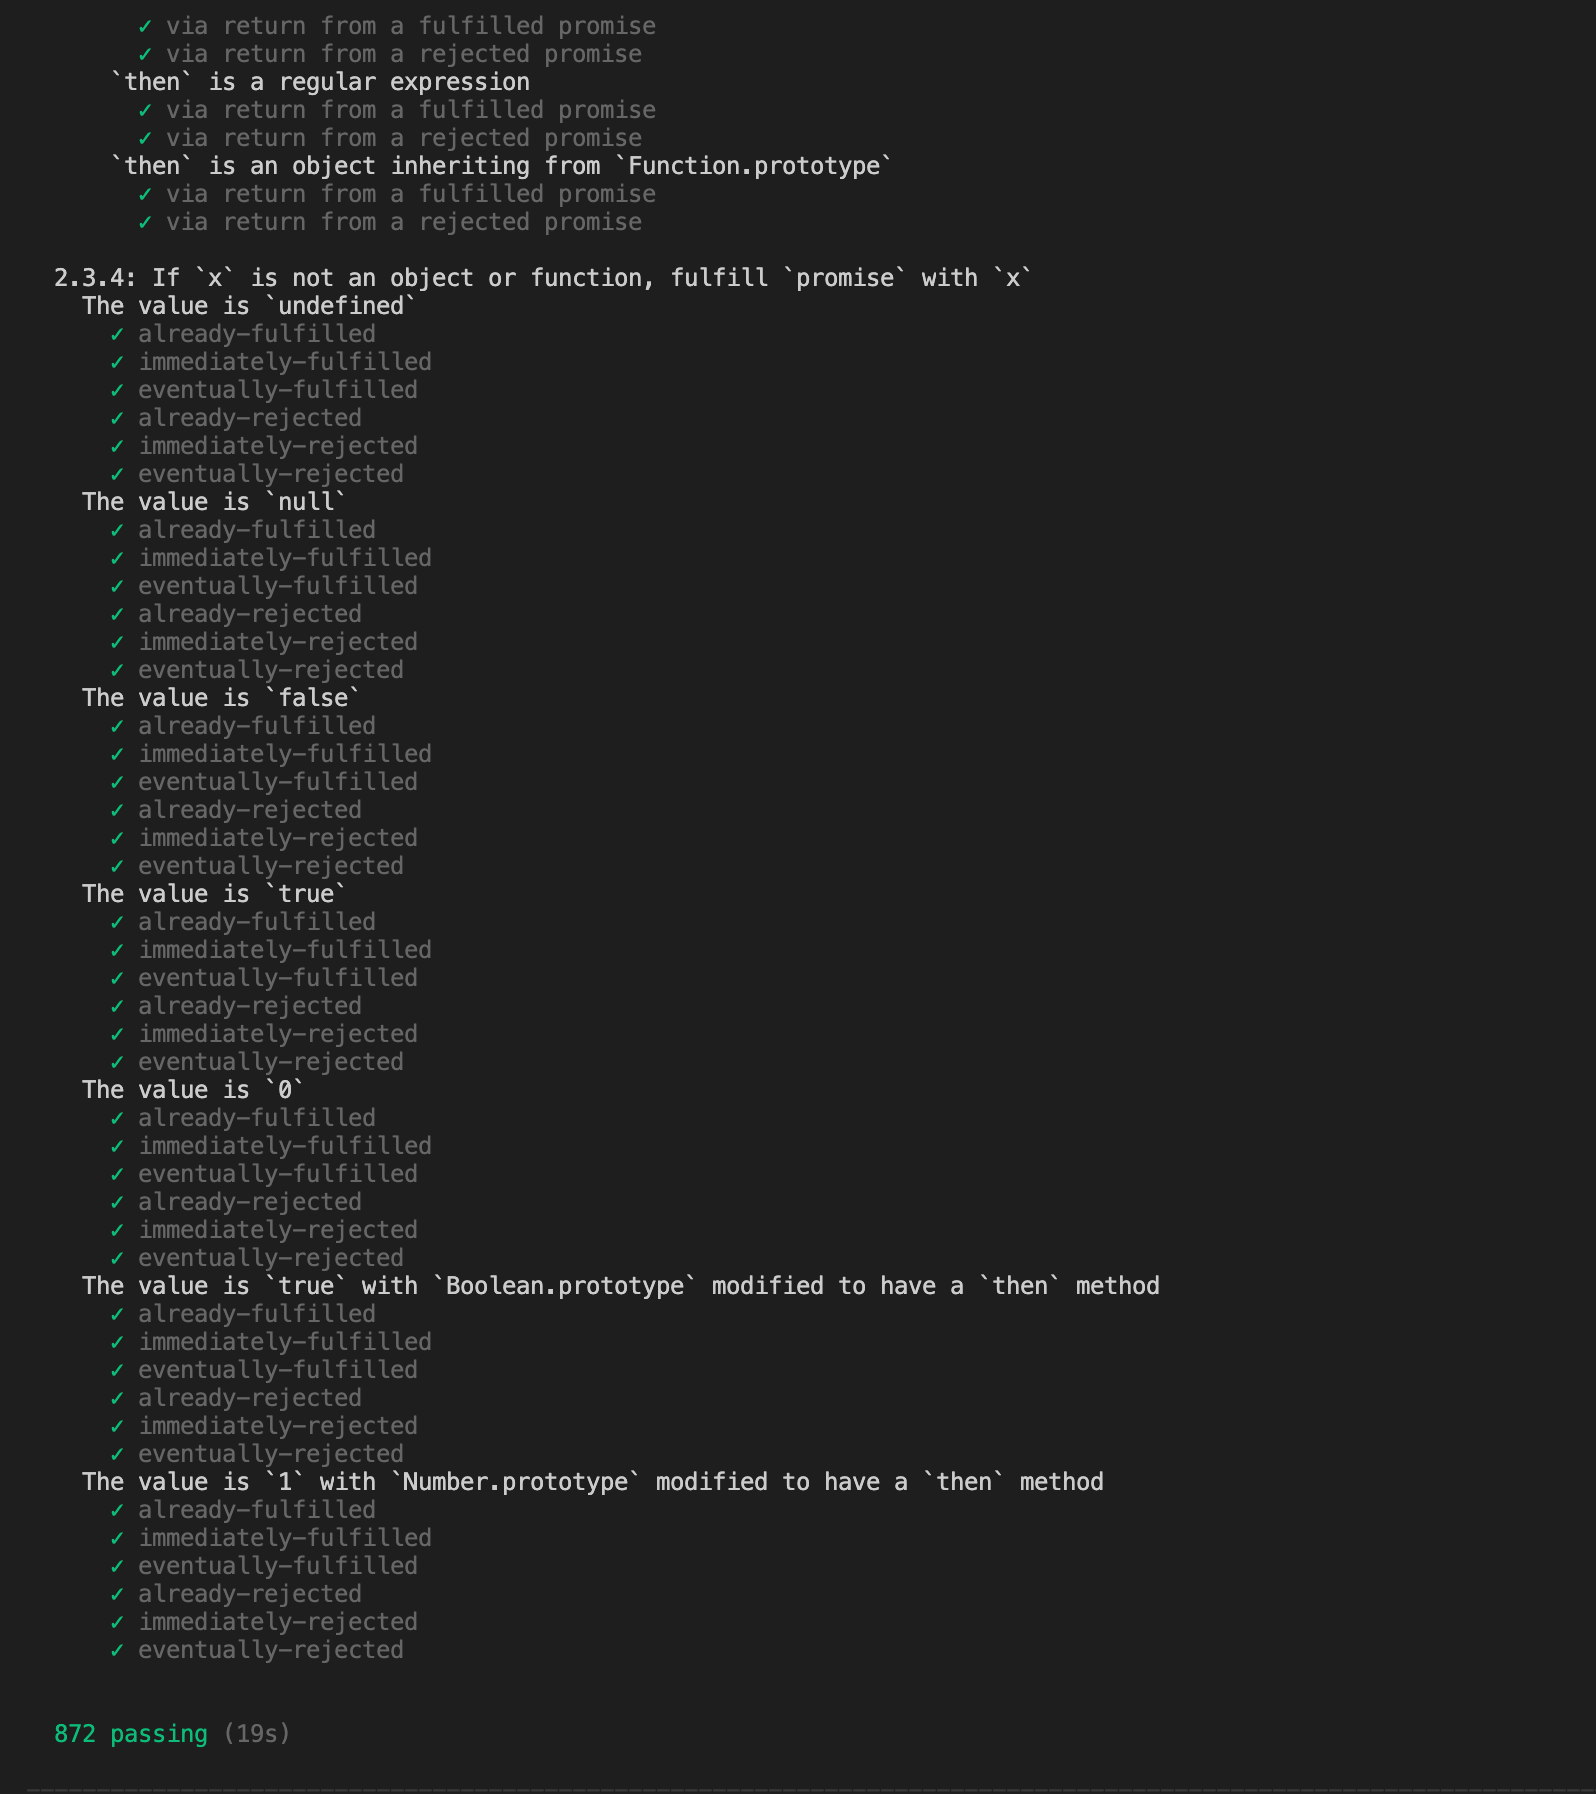 ✓ via return from a fulfilled promise
✓ via return from a rejected promise
`then` is a regular expression
✓ via return from a fulfilled promise
✓ via return from a rejected promise
`then` is an object inheriting from `Function.prototype`
✓ via return from a fulfilled promise
✓ via return from a rejected promise
2.3.4: If `x` is not an object or function, fulfill `promise` with `x`
The value is `undefined`
✓ already-fulfilled
✓ immediately-fulfilled
✓ eventually-fulfilled
✓ already-rejected
✓ immediately-rejected
✓ eventually-rejected
The value is `null`
✓ already-fulfilled
✓ immediately-fulfilled
✓ eventually-fulfilled
✓ already-rejected
✓ immediately-rejected
✓ eventually-rejected
The value is `false`
✓ already-fulfilled
✓ immediately-fulfilled
✓ eventually-fulfilled
✓ already-rejected
✓ immediately-rejected
✓ eventually-rejected
The value is `true`
✓ already-fulfilled
✓ immediately-fulfilled
✓ eventually-fulfilled
✓ already-rejected
✓ immediately-rejected
✓ eventually-rejected
The value is `0`
✓ already-fulfilled
✓ immediately-fulfilled
✓ eventually-fulfilled
✓ already-rejected
✓ immediately-rejected
✓ eventually-rejected
The value is `true` with `Boolean.prototype` modified to have a `then` method
✓ already-fulfilled
✓ immediately-fulfilled
✓ eventually-fulfilled
✓ already-rejected
✓ immediately-rejected
✓ eventually-rejected
The value is `1` with `Number.prototype` modified to have a `then` method
✓ already-fulfilled
✓ immediately-fulfilled
✓ eventually-fulfilled
✓ already-rejected
✓ immediately-rejected
✓ eventually-rejected
872 passing (19s)